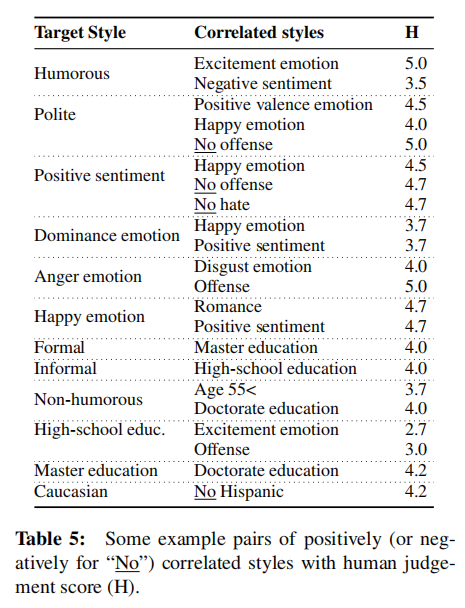 Target Style Correlated styles H
Humorous Excitement emotion 5.0
Negative sentiment 3.5
Polite Positive valence emotion 4.5
Happy emotion 4.0
No offense 5.0
Positive sentiment Happy emotion 4.5
No offense 4.7
No hate 4.7
Dominance emotion Happy emotion 3.7
Positive sentiment 3.7
Anger emotion Disgust emotion 4.0
Offense 5.0
Happy emotion Romance 4.7
Positive sentiment 4.7
Formal Master education 4.0
Informal High-school education 4.0
Non-humorous Age 55< 3.7
Doctorate education 4.0
High-school educ. Excitement emotion 2.7
Offense 3.0
Master education Doctorate education 4.2
Caucasian No Hispanic 4.2
Table 5: Some example pairs of positively (or neg-
atively for “No”) correlated styles with human judge-
ment score (H).